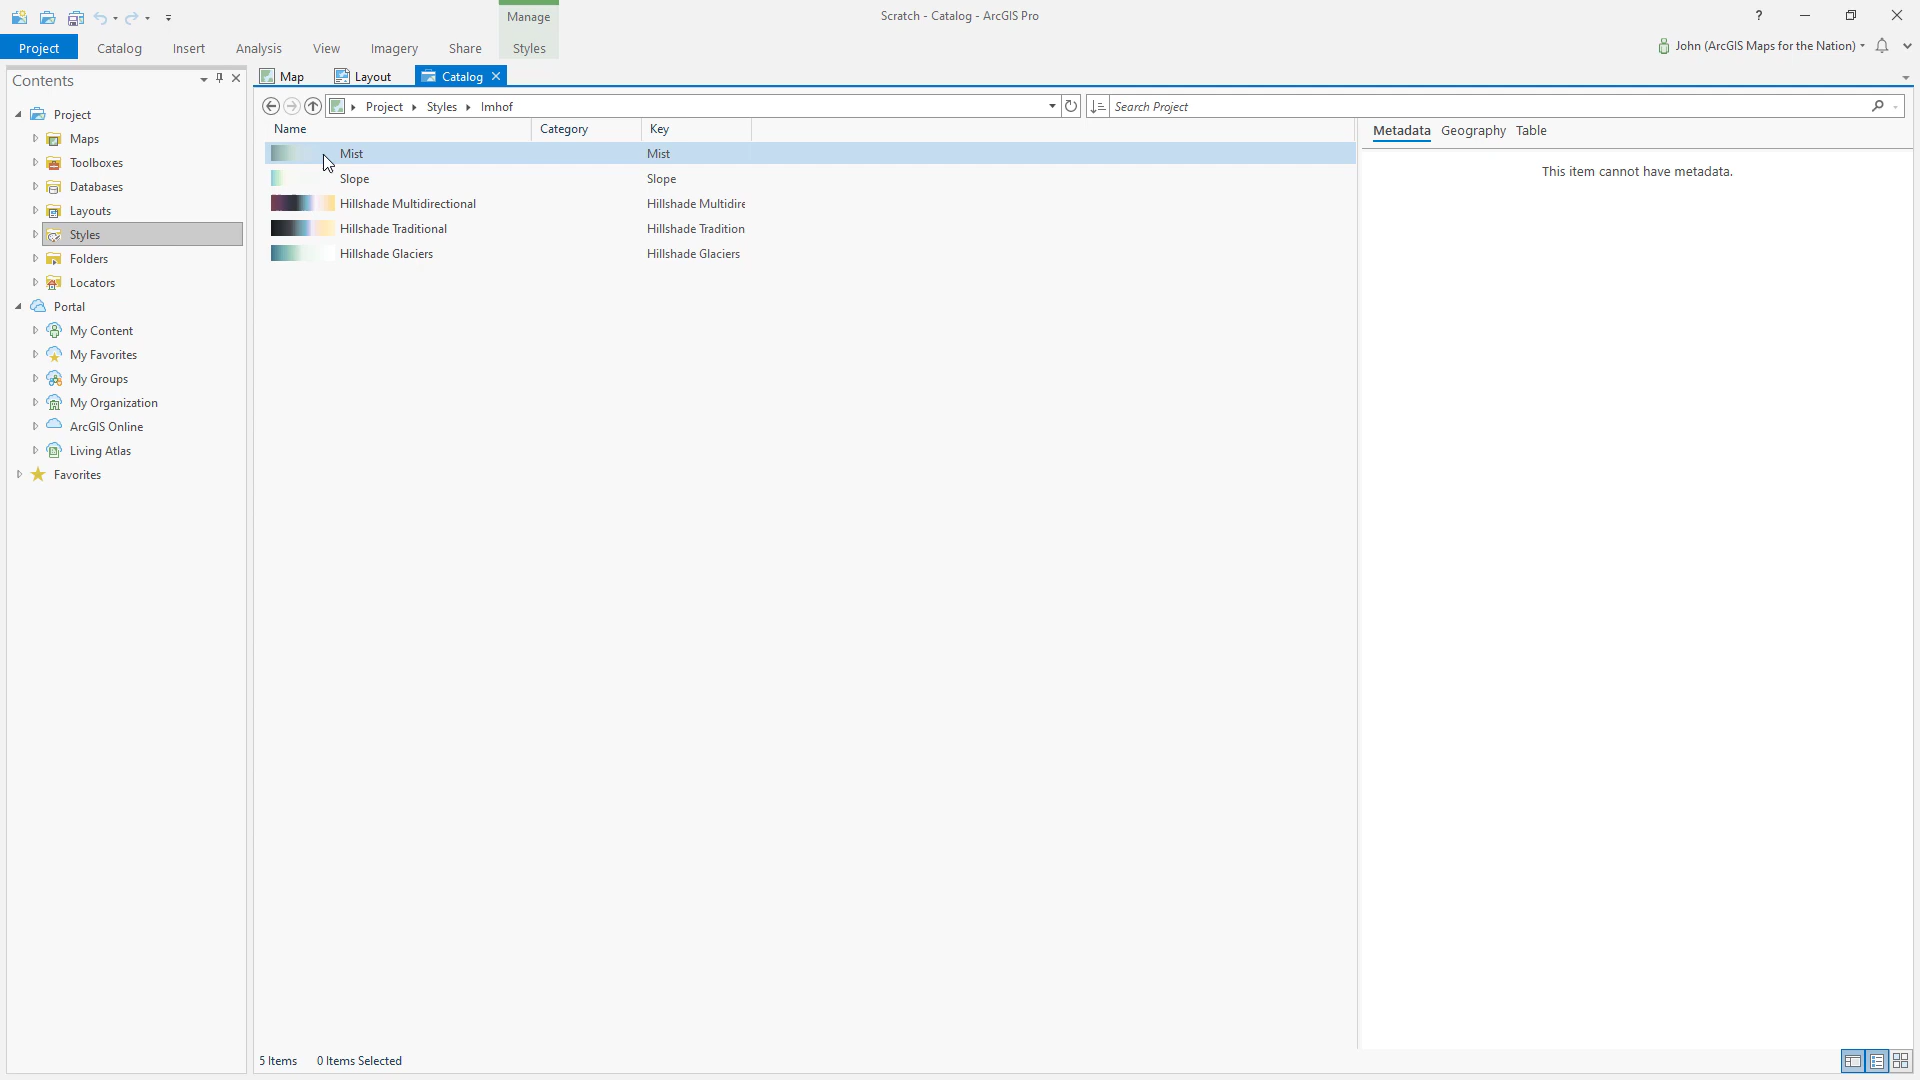 Manage
Scratch - Catalog - ArcGIS Pro
?
Project
Catalog
Insert
Analysis
View
Imagery
Share
Styles
John (ArcGIS Maps for the Nation)
Contents
Map
Layout
Catalog
Project
Styles
Imhof
Search Project
Project
Maps
Toolboxes
Databases
Layouts
Styles
Folders
Locators
Portal
My Content
My Favorites
My Groups
My Organization
ArcGIS Online
Living Atlas
Favorites
Name
Category
Key
Mist
Mist
Slope
Slope
Hillshade Multidirectional
Hillshade Multidire
Hillshade Traditional
Hillshade Tradition
Hillshade Glaciers
Hillshade Glaciers
Metadata
Geography
Table
This item cannot have metadata.
5 Items
0 Items Selected